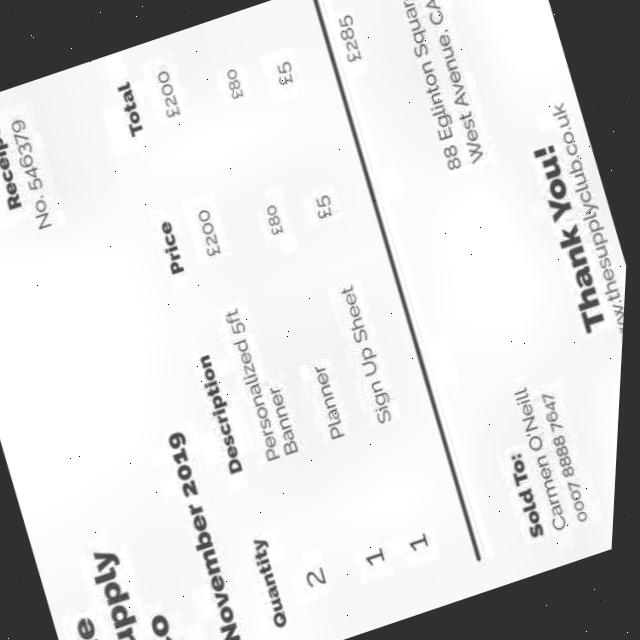 Receip
No. 546379
e
upply
co
November 2019
Quantity Description Price Total
2 Personalized 5ft £200 £200
Banner
1 Planner £80 £80
1 Sign Up Sheet £5 £5
£285
Sold To:
Carmen O'Neill
0007 8888 7647
88 Eglinton Squar
West Avenue, CA
Thank You!
w.thesupplyclub.co.uk